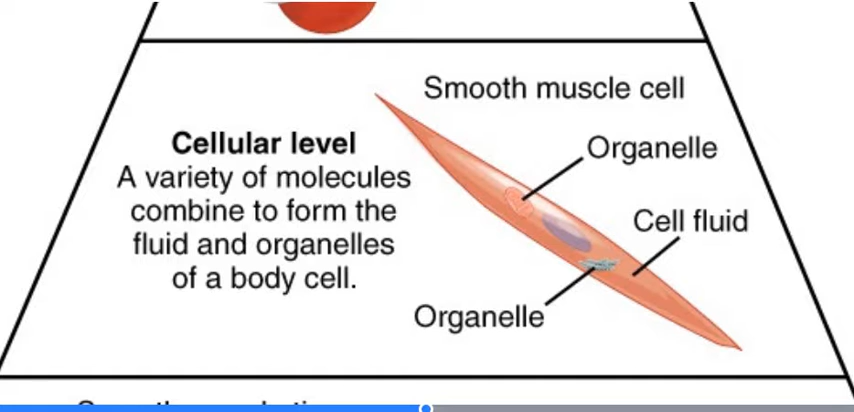 Smooth muscle cell
Cellular level
A variety of molecules
combine to form the
fluid and organelles
of a body cell.
Organelle
Cell fluid
Organelle